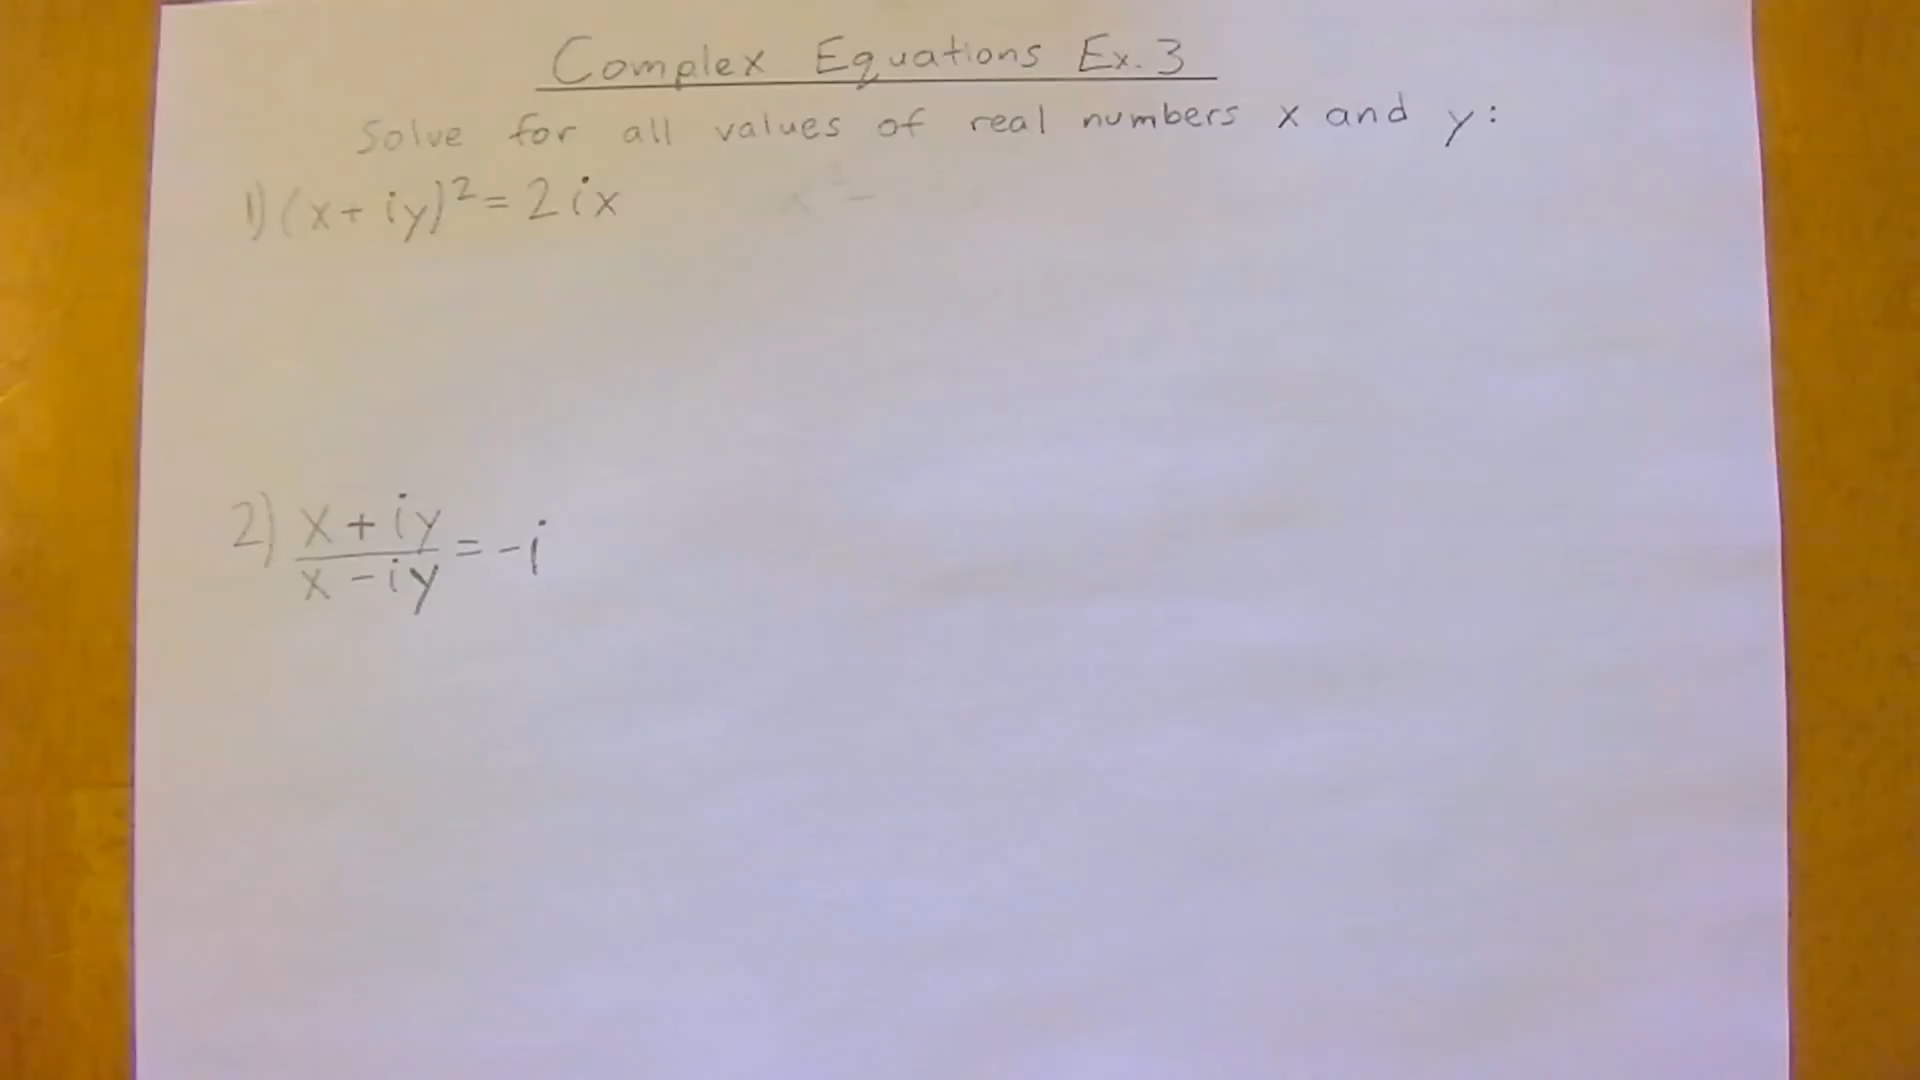 Complex Equations Ex. 3
Solve for all values of real numbers x and y:
1) (x + iy)² = 2ix
2) x + iy / x - iy = -i